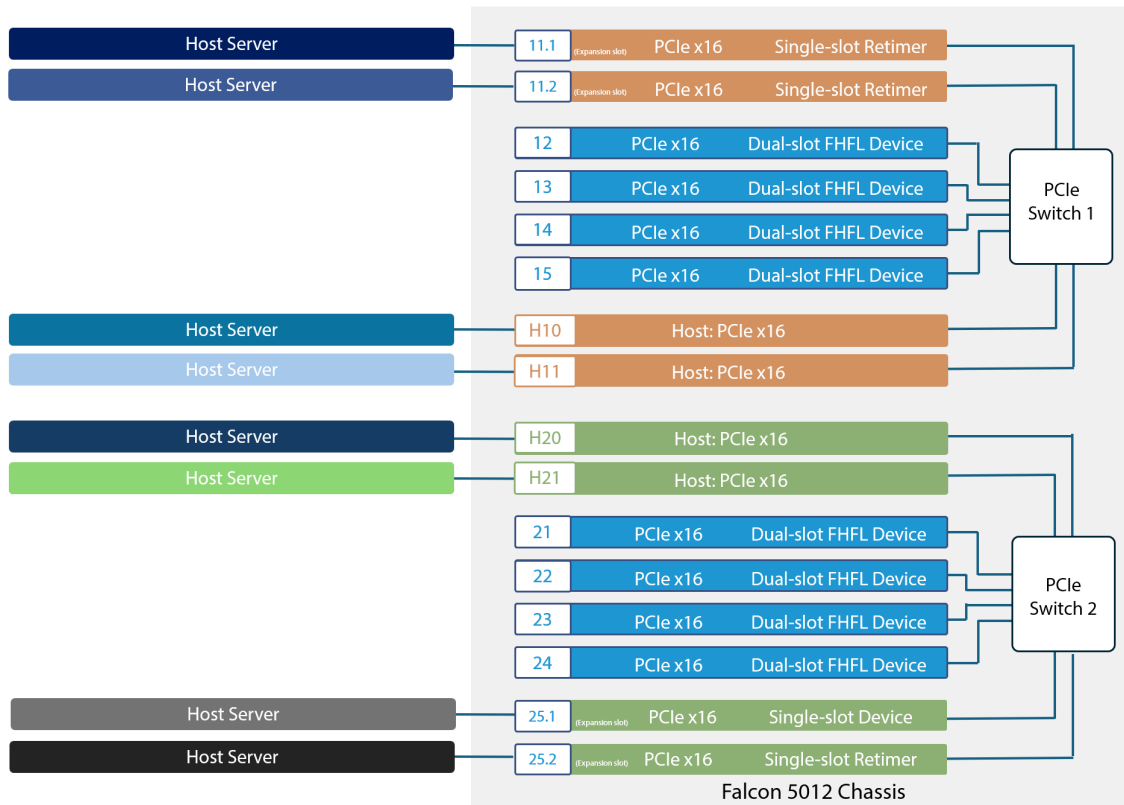 Host Server 11.1 (Expansion slot) PCIe x16 Single-slot Retimer
Host Server 11.2 (Expansion slot) PCIe x16 Single-slot Retimer
12 PCIe x16 Dual-slot FHFL Device
13 PCIe x16 Dual-slot FHFL Device
PCIe
Switch 1
14 PCIe x16 Dual-slot FHFL Device
15 PCIe x16 Dual-slot FHFL Device
Host Server H10 Host: PCIe x16
Host Server H11 Host: PCIe x16
Host Server H20 Host: PCIe x16
Host Server H21 Host: PCIe x16
21 PCIe x16 Dual-slot FHFL Device
22 PCIe x16 Dual-slot FHFL Device
PCIe
Switch 2
23 PCIe x16 Dual-slot FHFL Device
24 PCIe x16 Dual-slot FHFL Device
Host Server 25.1 (Expansion slot) PCIe x16 Single-slot Device
Host Server 25.2 (Expansion slot) PCIe x16 Single-slot Retimer
Falcon 5012 Chassis